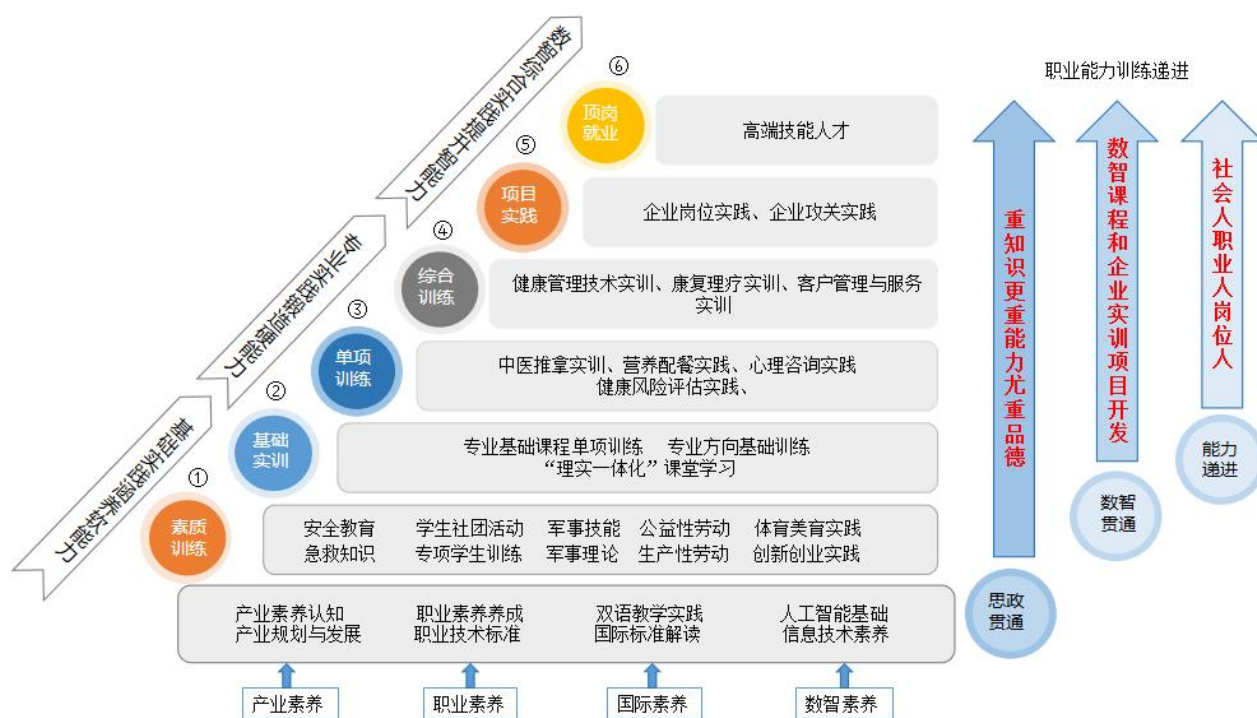 数智综合实践提升智能力
专业实践锻造硬能力
基础实践涵养软能力
⑥
顶岗
就业
高端技能人才
⑤
项目
实践
企业岗位实践、企业攻关实践
④
综合
训练
健康管理技术实训、康复理疗实训、客户管理与服务
实训
③
单项
训练
中医推拿实训、营养配餐实践、心理咨询实践
健康风险评估实践、
②
基础
实训
专业基础课程单项训练 专业方向基础训练
“理实一体化”课堂学习
①
素质
训练
安全教育 学生社团活动 军事技能 公益性劳动 体育美育实践
急救知识 专项学生训练 军事理论 生产性劳动 创新创业实践
产业素养认知 职业素养养成 双语教学实践 人工智能基础
产业规划与发展 职业技术标准 国际标准解读 信息技术素养
产业素养 职业素养 国际素养 数智素养
职业能力训练递进
重知识更重能力尤重品德
思政
贯通
数智课程和企业实训项目开发
数智
贯通
社会人职业人岗位人
能力
递进